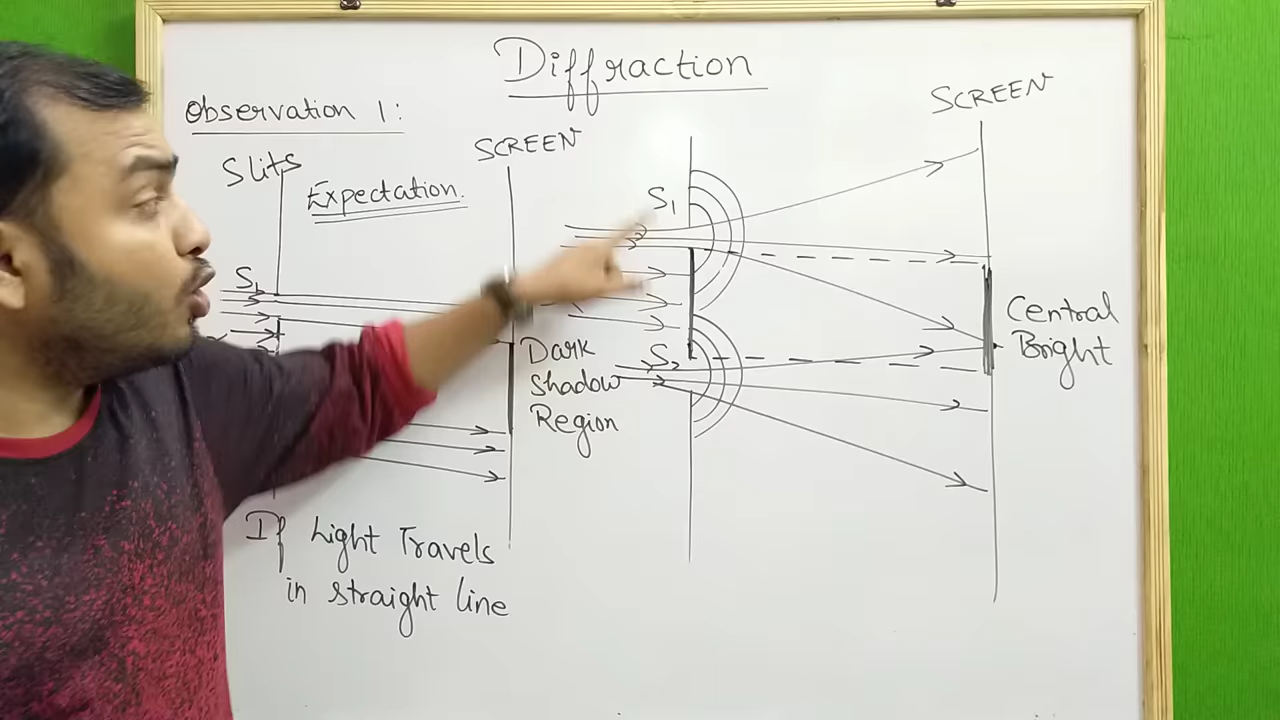 Diffraction
Observation 1:
Slits
Expectation.
SCREEN
S1
Dark
Shadow
Region
If Light Travels
in straight line
S1
S2
SCREEN
Central
Bright